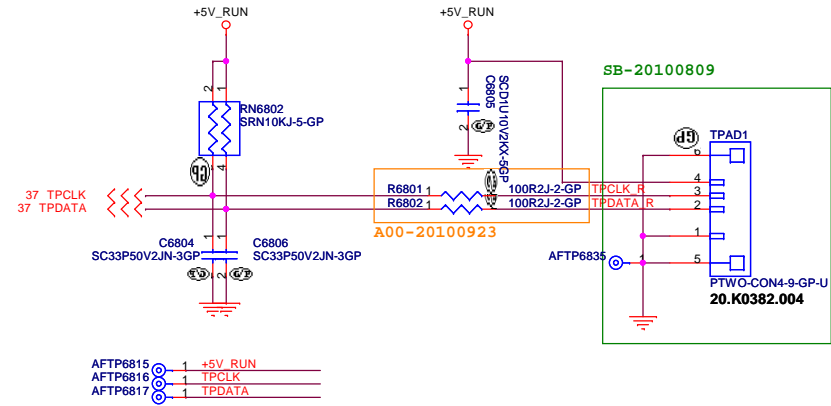 +5V_RUN
+5V_RUN
SB-20100809
2 1
RN6802
SRN10KJ-5-GP
1
C6805
SCD1U10V2KX-5GP
2
GP
GP
TPAD1
6
GP
3 4
4
37 TPCLK
R6801 1 2 100R2J-2-GP TPCLK_R 3
37 TPDATA
R6802 1 2 100R2J-2-GP TPDATA_R 2
A00-20100923
1
1 1
C6804
C6806
SC33P50V2JN-3GP
SC33P50V2JN-3GP
AFTP6835 1 5
2 2
GP
GP
PTWO-CON4-9-GP-U
20.K0382.004
AFTP6815 1 +5V_RUN
AFTP6816 1 TPCLK
AFTP6817 1 TPDATA